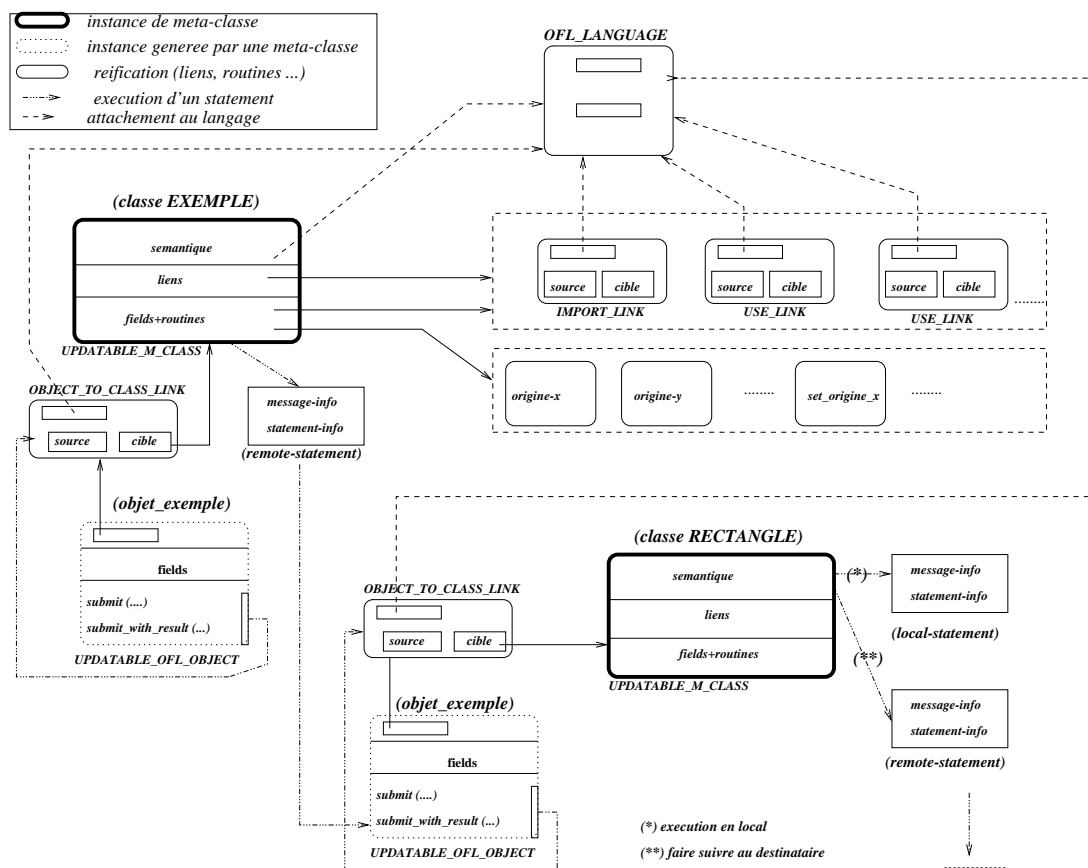 instance de meta-classe
instance generee par une meta-classe
reification (liens, routines ...)
execution d'un statement
attachement au langage
OFL_LANGUAGE
(classe EXEMPLE)
semantique
liens
fields+routines
UPDATABLE_M_CLASS
source
cible
IMPORT_LINK
source
cible
USE_LINK
source
cible
USE_LINK
........
origine-x
origine-y
........
set_origine_x
........
OBJECT_TO_CLASS_LINK
source
cible
message-info
statement-info
(remote-statement)
(objet_exemple)
fields
submit (....)
submit_with_result (...)
UPDATABLE_OFL_OBJECT
(classe RECTANGLE)
semantique
liens
fields+routines
UPDATABLE_M_CLASS
(*)
message-info
statement-info
(local-statement)
(**)
message-info
statement-info
(remote-statement)
OBJECT_TO_CLASS_LINK
source
cible
(objet_exemple)
fields
submit (....)
submit_with_result (...)
UPDATABLE_OFL_OBJECT
(*) execution en local
(**) faire suivre au destinataire